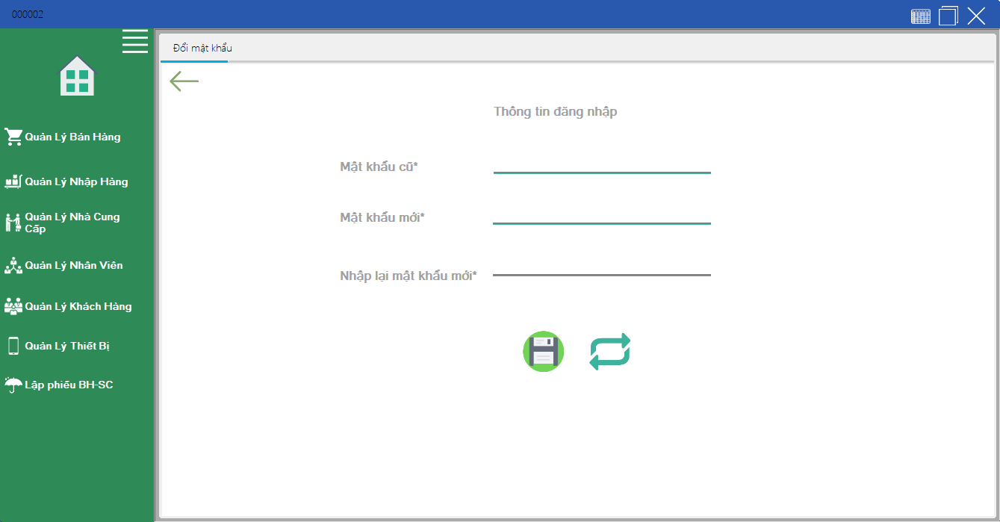 000002
Đổi mật khẩu
Thông tin đăng nhập
Quản Lý Bán Hàng
Quản Lý Nhập Hàng
Quản Lý Nhà Cung
Cấp
Quản Lý Nhân Viên
Quản Lý Khách Hàng
Quản Lý Thiết Bị
Lập phiếu BH-SC
Mật khẩu cũ*
Mật khẩu mới*
Nhập lại mật khẩu mới*